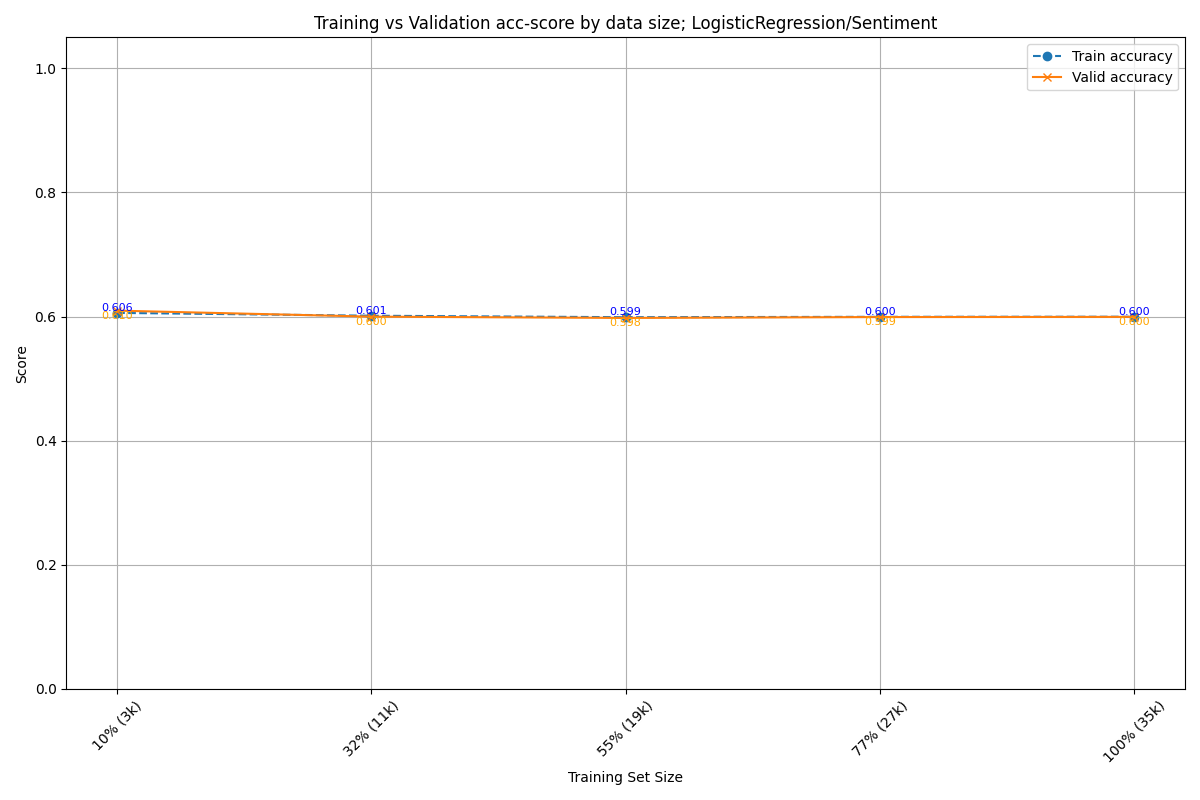 Training vs Validation acc-score by data size; LogisticRegression/Sentiment
Train accuracy
Valid accuracy
Score
1.0
0.8
0.6
0.4
0.2
0.0
0.606
0.601
0.599
0.600
0.600
0.600
0.598
0.599
0.600
10% (3k)
32% (11k)
55% (19k)
77% (27k)
100% (35k)
Training Set Size